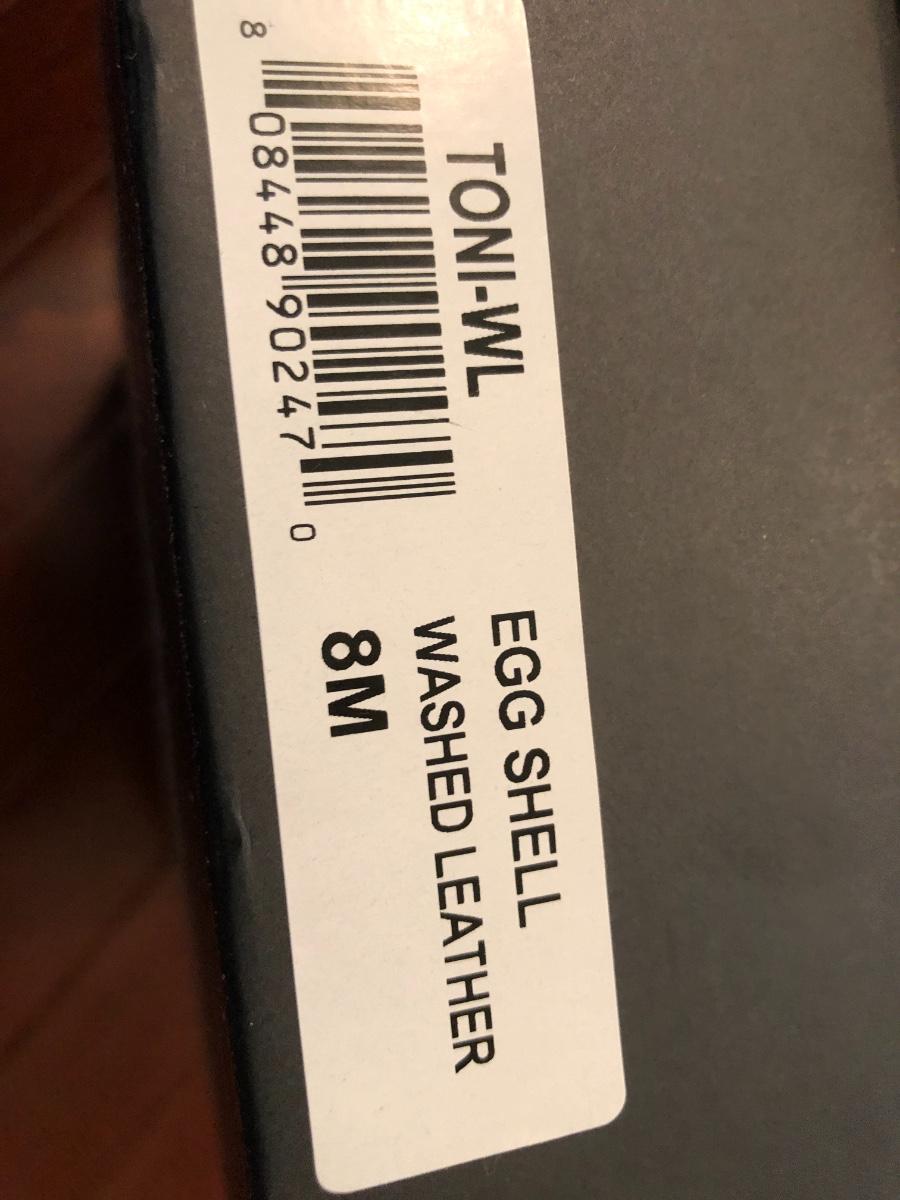 TONI-WL
8 08448 90247 0
EGG SHELL
WASHED LEATHER
8M